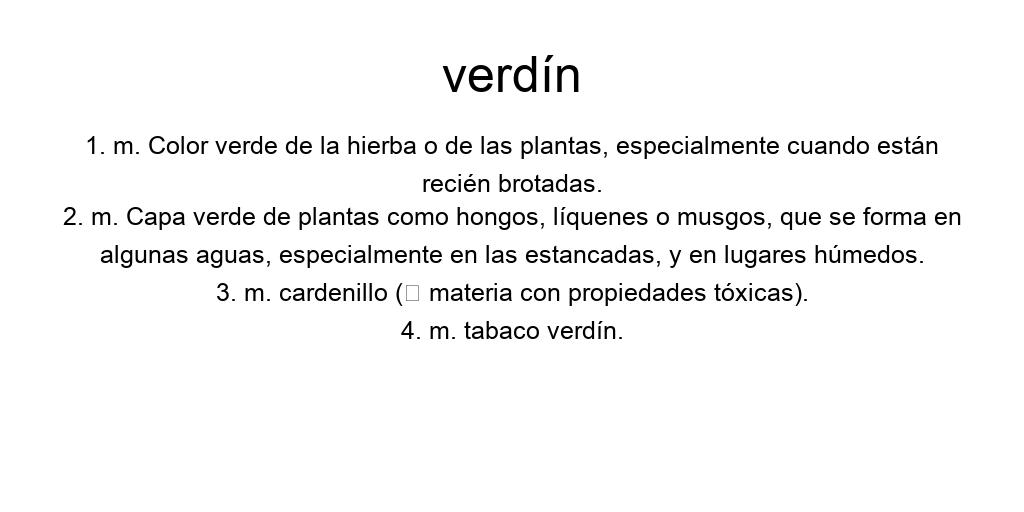 verdín
1. m. Color verde de la hierba o de las plantas, especialmente cuando están
recién brotadas.
2. m. Capa verde de plantas como hongos, líquenes o musgos, que se forma en
algunas aguas, especialmente en las estancadas, y en lugares húmedos.
3. m. cardenillo (□ materia con propiedades tóxicas).
4. m. tabaco verdín.